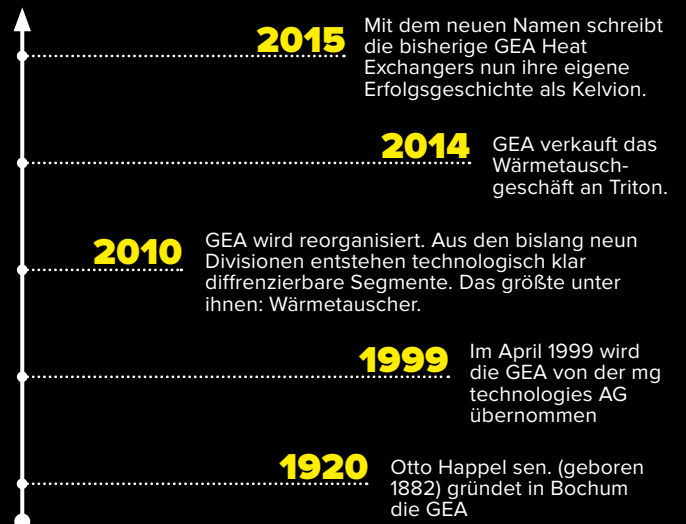 2015
Mit dem neuen Namen schreibt
die bisherige GEA Heat
Exchangers nun ihre eigene
Erfolgsgeschichte als Kelvion.
2014
GEA verkauft das
Wärmetausch-
geschäft an Triton.
2010
GEA wird reorganisiert. Aus den bislang neun
Divisionen entstehen technologisch klar
diffrenzierbare Segmente. Das größte unter
ihnen: Wärmetauscher.
1999
Im April 1999 wird
die GEA von der mg
technologies AG
übernommen
1920
Otto Happel sen. (geboren
1882) gründet in Bochum
die GEA